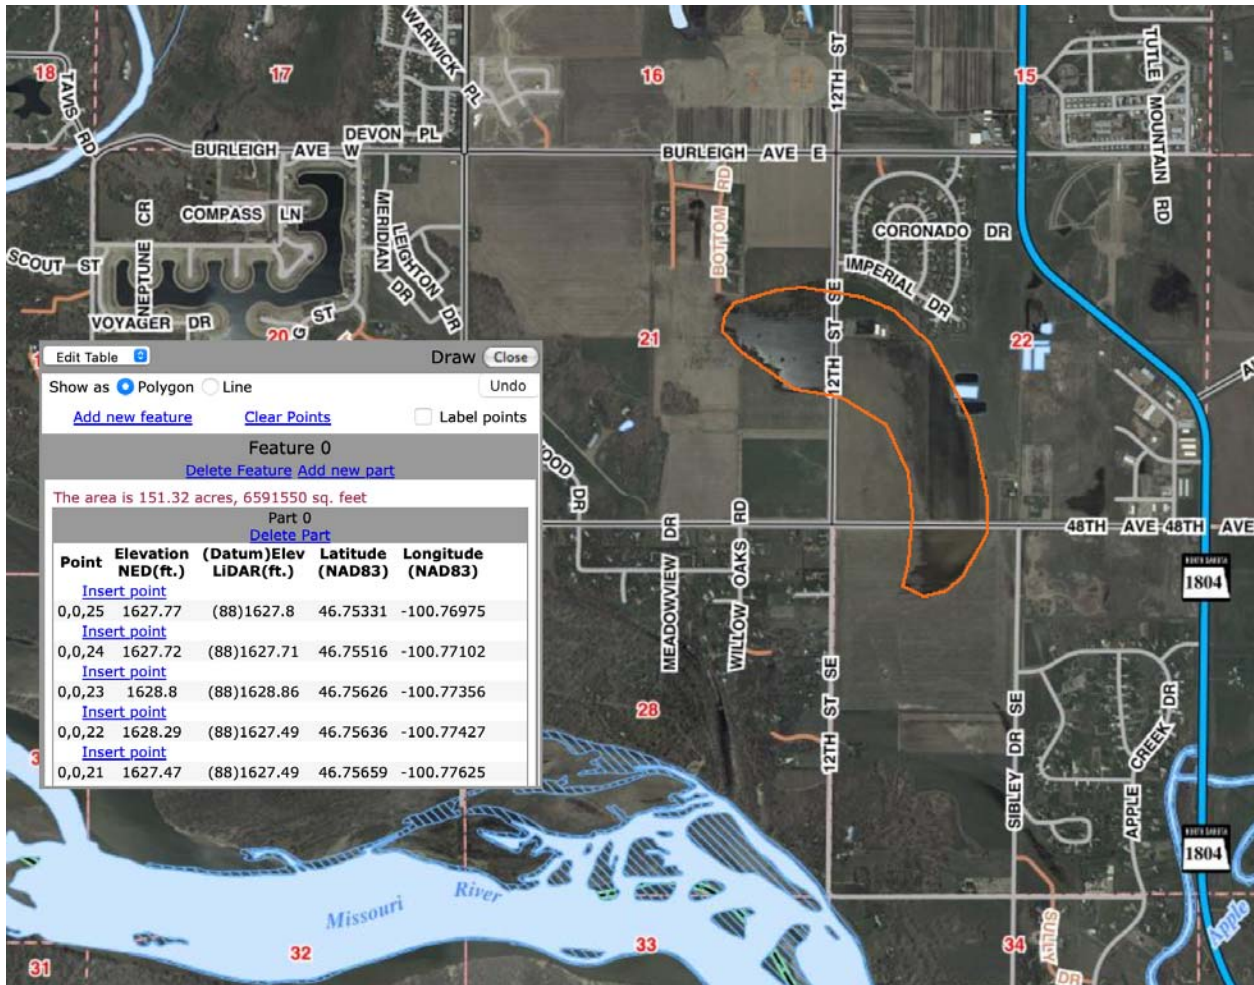 18
17
16
15
TAVIS RD
WARWICK PL
12TH ST
TUTLE MOUNTAIN RD
DEVON PL
BURLEIGH AVE W
BURLEIGH AVE E
NEPTUNE CR
COMPASS LN
MERIDIAN DR
LEIGHTON DR
BOTTOM RD
CORONADO DR
SCOUT ST
IMPERIAL DR
VOYAGER DR
G ST
20
21
12TH ST SE
22
Edit Table
Draw
Close
Show as
Polygon
Line
Undo
Add new feature
Clear Points
Label points
Feature 0
Delete Feature Add new part
The area is 151.32 acres, 6591550 sq. feet
Part 0
Delete Part
Point Elevation NED(ft.) (Datum)Elev LiDAR(ft.) Latitude (NAD83) Longitude (NAD83)
Insert point
0,0,25 1627.77 (88)1627.8 46.75331 -100.76975
Insert point
0,0,24 1627.72 (88)1627.71 46.75516 -100.77102
Insert point
0,0,23 1628.8 (88)1628.86 46.75626 -100.77356
Insert point
0,0,22 1628.29 (88)1627.49 46.75636 -100.77427
Insert point
0,0,21 1627.47 (88)1627.49 46.75659 -100.77625
OOD DR
MEADOWVIEW DR
WILLOW OAKS RD
48TH AVE 48TH AVE
NORTH DAKOTA
1804
28
12TH ST SE
SIBLEY DR SE
APPLE CREEK DR
NORTH DAKOTA
1804
Missouri River
Apple
31
32
33
34
SULLY DR